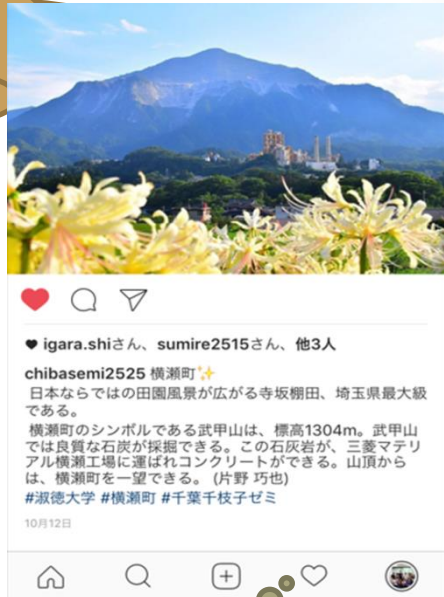 igara.shiさん、sumire2515さん、他3人
chibasemi2525 横瀬町✨
日本ならではの田園風景が広がる寺坂棚田、埼玉県最大級
である。
横瀬町のシンボルである武甲山は、標高1304m。武甲山
では良質な石炭が採掘できる。この石灰岩が、三菱マテリ
アル横瀬工場に運ばれコンクリートができる。山頂から
は、横瀬町を一望できる。 (片野 巧也)
#淑徳大学 #横瀬町 #千葉千枝子ゼミ
10月12日